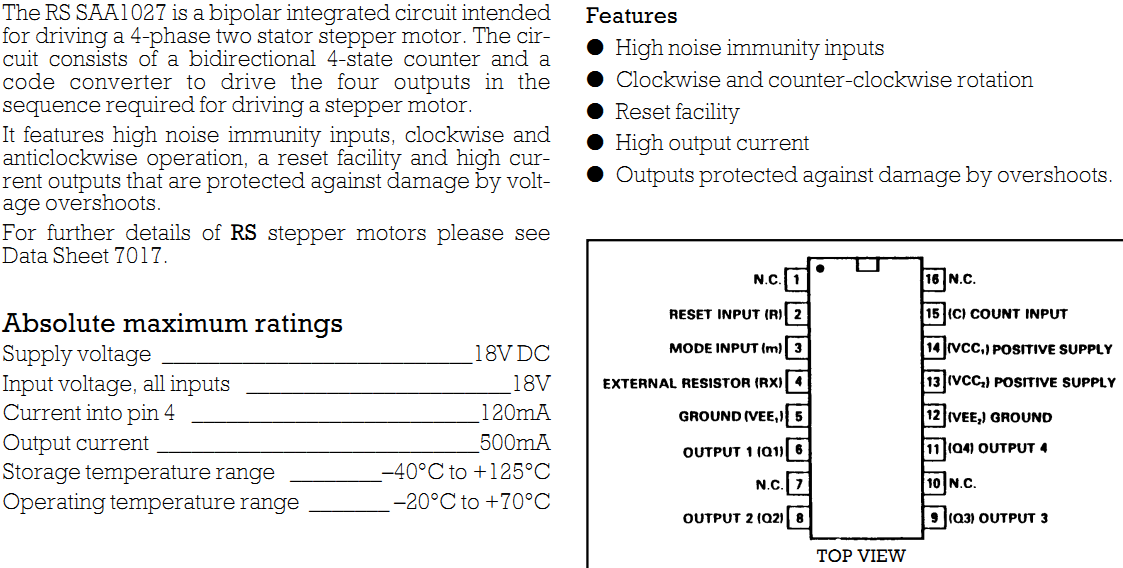 The RS SAA1027 is a bipolar integrated circuit intended
for driving a 4-phase two stator stepper motor. The cir-
cuit consists of a bidirectional 4-state counter and a
code converter to drive the four outputs in the
sequence required for driving a stepper motor.
It features high noise immunity inputs, clockwise and
anticlockwise operation, a reset facility and high cur-
rent outputs that are protected against damage by volt-
age overshoots.
For further details of RS stepper motors please see
Data Sheet 7017.
Absolute maximum ratings
Supply voltage ________ 18V DC
Input voltage, all inputs ________ 18V
Current into pin 4 ________ 120mA
Output current ________ 500mA
Storage temperature range ________ –40°C to +125°C
Operating temperature range ________ –20°C to +70°C
Features
● High noise immunity inputs
● Clockwise and counter-clockwise rotation
● Reset facility
● High output current
● Outputs protected against damage by overshoots.
N.C. 1 16 N.C.
RESET INPUT (R) 2 15 (C) COUNT INPUT
MODE INPUT (m) 3 14 (VCC₁) POSITIVE SUPPLY
EXTERNAL RESISTOR (RX) 4 13 (VCC₂) POSITIVE SUPPLY
GROUND (VEE₁) 5 12 (VEE₂) GROUND
OUTPUT 1 (Q1) 6 11 (Q4) OUTPUT 4
N.C. 7 10 N.C.
OUTPUT 2 (Q2) 8 9 (Q3) OUTPUT 3
TOP VIEW